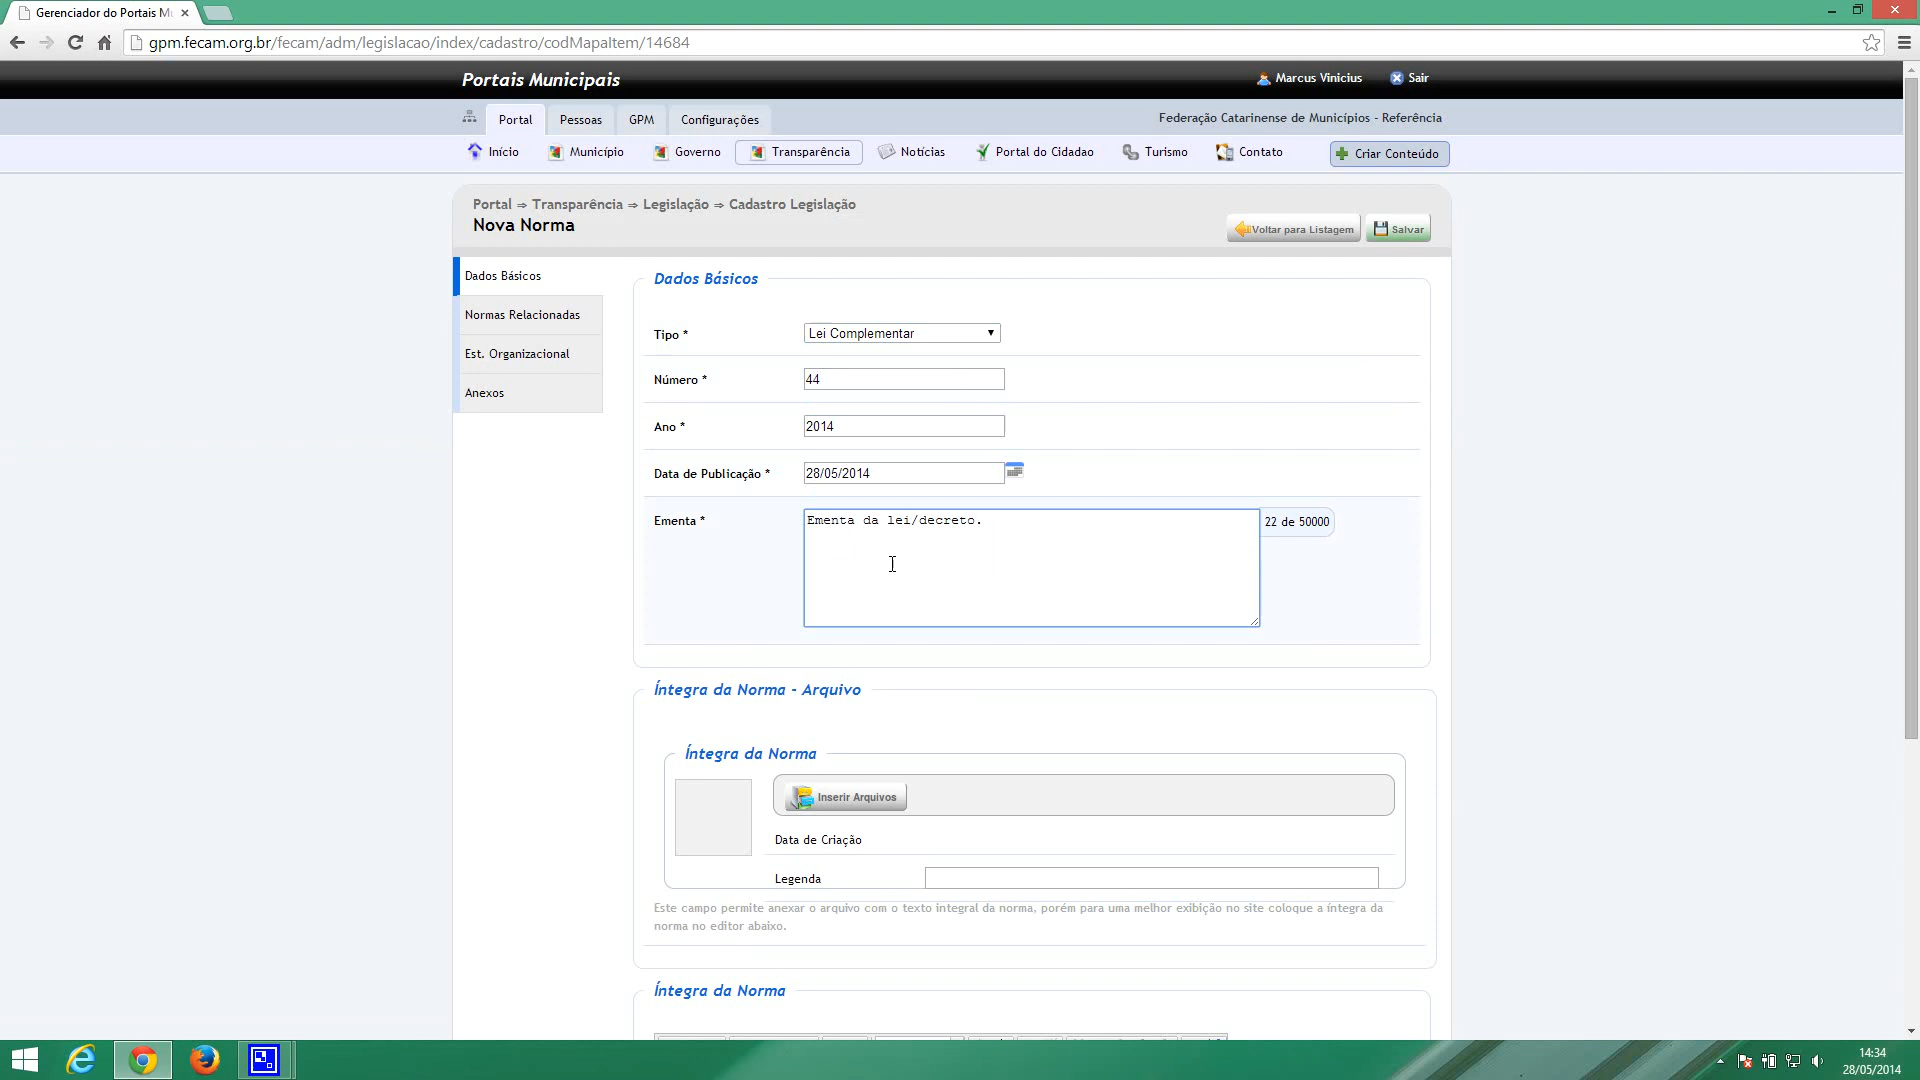 Gerenciador do Portais M
gpm.fecam.org.br/fecam/adm/legislacao/index/cadastro/codMapaItem/14684
Portais Municipais
Marcus Vinicius
Sair
Portal
Pessoas
GPM
Configurações
Federação Catarinense de Municípios - Referência
Início
Município
Governo
Transparência
Notícias
Portal do Cidadao
Turismo
Contato
Criar Conteúdo
Portal ⇒ Transparência ⇒ Legislação ⇒ Cadastro Legislação
Nova Norma
Voltar para Listagem
Salvar
Dados Básicos
Normas Relacionadas
Est. Organizacional
Anexos
Dados Básicos
Tipo *
Lei Complementar
Número *
44
Ano *
2014
Data de Publicação *
28/05/2014
Ementa *
Ementa da lei/decreto.
22 de 50000
Íntegra da Norma - Arquivo
Íntegra da Norma
Inserir Arquivos
Data de Criação
Legenda
Este campo permite anexar o arquivo com o texto integral da norma, porém para uma melhor exibição no site coloque a íntegra da
norma no editor abaixo.
Íntegra da Norma
14:34
28/05/2014